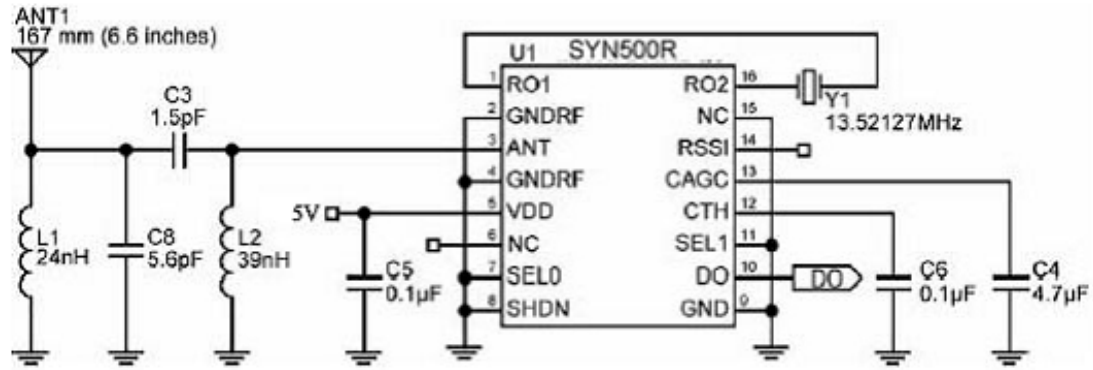 ANT1
167 mm (6.6 inches)
C3
1.5pF
L1
24nH
C8
5.6pF
L2
39nH
5V
C5
0.1µF
U1 SYN500R
1 RO1
2 GNDRF
3 ANT
4 GNDRF
5 VDD
6 NC
7 SEL0
8 SHDN
RO2 16
NC 15
RSSI 14
CAGC 13
CTH 12
SEL1 11
DO 10
GND 9
Y1
13.52127MHz
DO
C6
0.1µF
C4
4.7µF